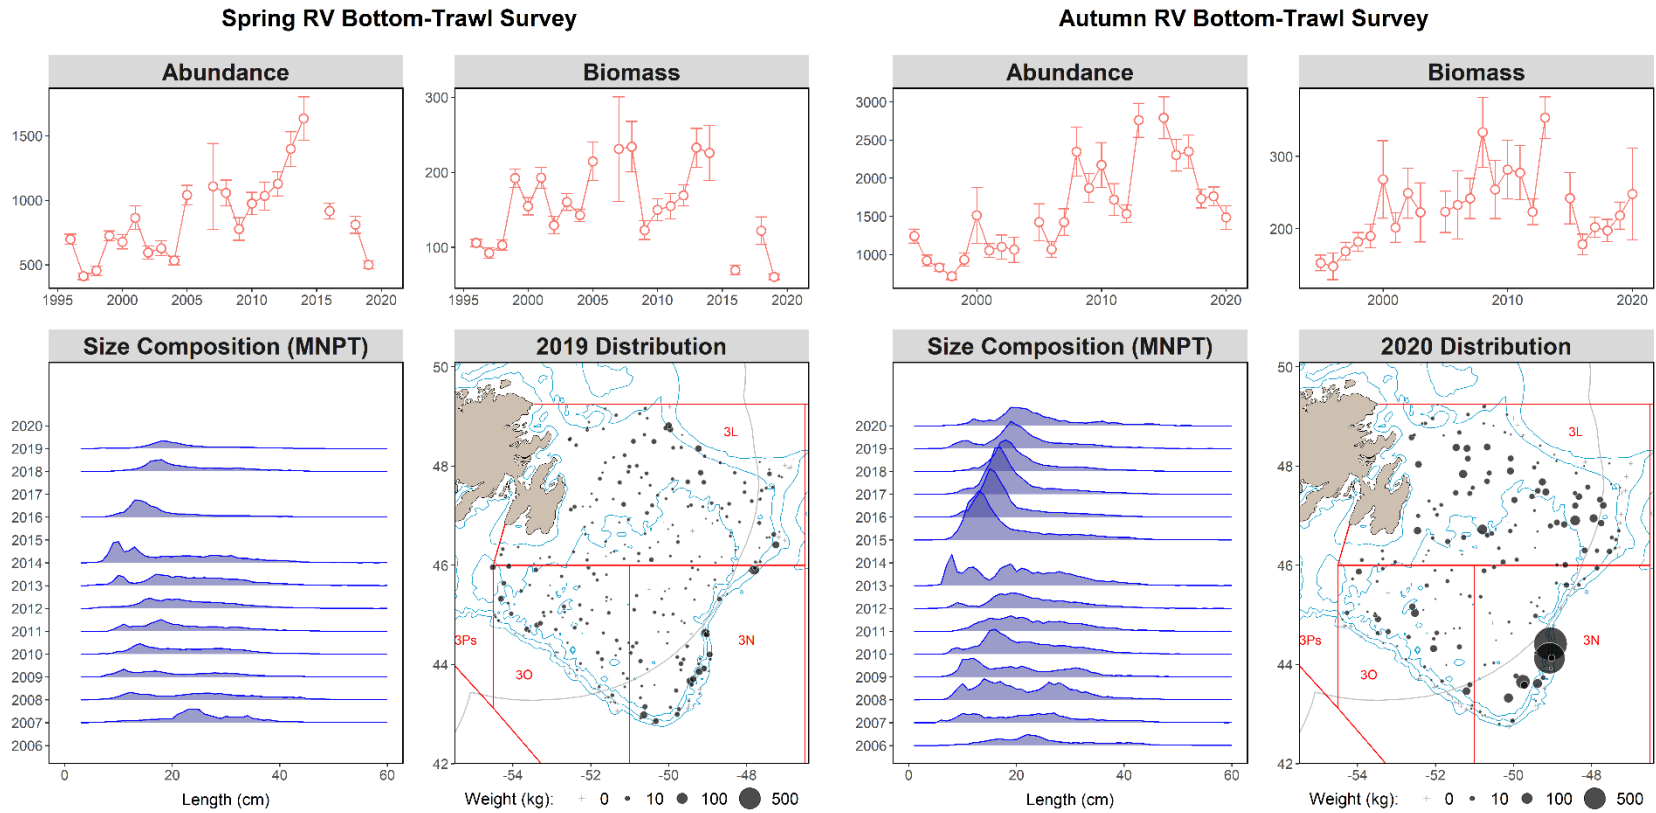 Spring RV Bottom-Trawl Survey
Autumn RV Bottom-Trawl Survey
Abundance
Biomass
Abundance
Biomass
1500
1000
500
1995 2000 2005 2010 2015 2020
300
200
100
1995 2000 2005 2010 2015 2020
3000
2500
2000
1500
1000
2000 2010 2020
300
200
2000 2010 2020
Size Composition (MNPT)
2019 Distribution
Size Composition (MNPT)
2020 Distribution
2020
2019
2018
2017
2016
2015
2014
2013
2012
2011
2010
2009
2008
2007
2006
0 20 40 60
Length (cm)
50
48
46
44
42
3L
3N
3O
3Ps
-54 -52 -50 -48
Weight (kg): 0 10 100 500
2020
2019
2018
2017
2016
2015
2014
2013
2012
2011
2010
2009
2008
2007
2006
0 20 40 60
Length (cm)
50
48
46
44
42
3L
3N
3O
3Ps
-54 -52 -50 -48
Weight (kg): 0 10 100 500